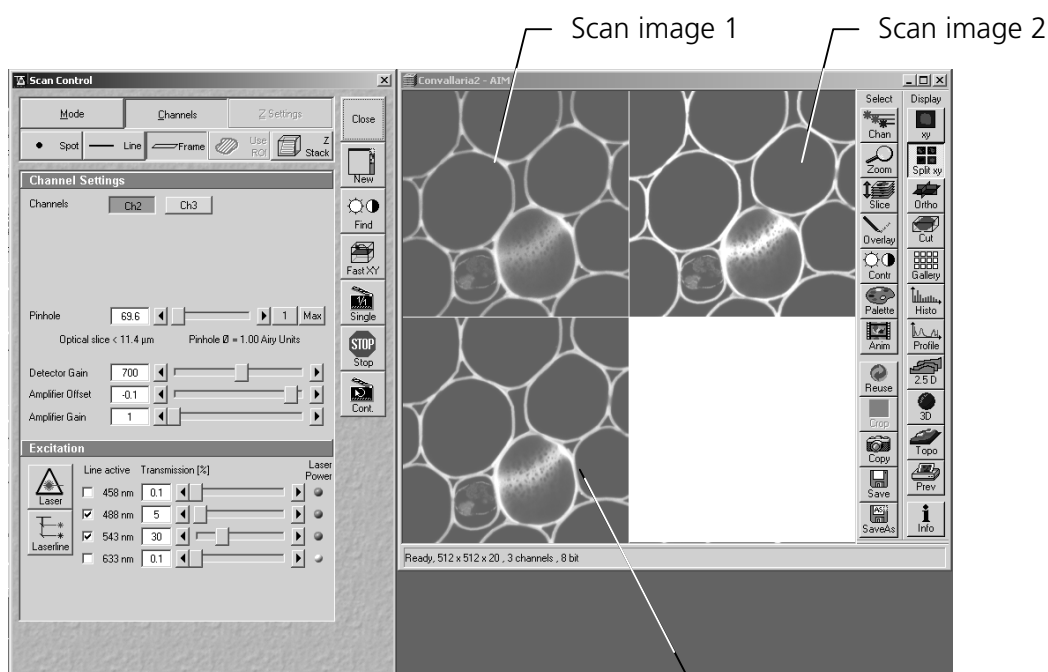 Scan image 1
Scan image 2
Scan Control
Mode
Channels
Z Settings
Spot
Line
Frame
Use ROI
Z Stack
Channel Settings
Channels
Ch2
Ch3
Pinhole
69.6
1
Max
Optical slice < 11.4 µm
Pinhole Ø = 1.00 Airy Units
Detector Gain
700
Amplifier Offset
-0.1
Amplifier Gain
1
Excitation
Line active
Transmission [%]
Laser Power
Laser
Laserline
458 nm
0.1
488 nm
5
543 nm
30
633 nm
0.1
Close
New
Find
Fast XY
1/1
Single
STOP
Stop
Cont.
Convallaria2 - AIM
Select
Chan
Zoom
Slice
Overlay
Contr
Palette
Anim
Reuse
Crop
Copy
Save
AS
SaveAs
Display
xy
Split xy
Ortho
Cut
Gallery
Histo
Profile
2.5 D
3D
Topo
Prev
Info
Ready, 512 x 512 x 20 , 3 channels , 8 bit